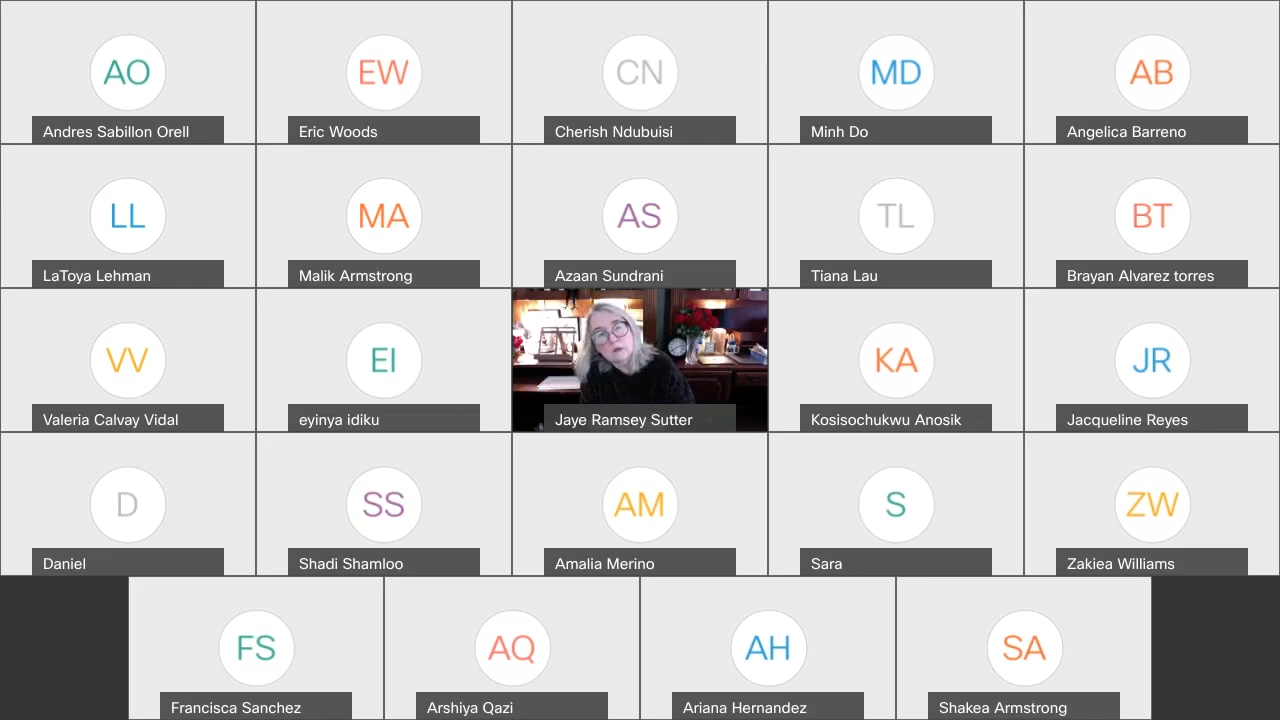 AO
Andres Sabillon Orell
EW
Eric Woods
CN
Cherish Ndubuisi
MD
Minh Do
AB
Angelica Barreno
LL
LaToya Lehman
MA
Malik Armstrong
AS
Azaan Sundrani
TL
Tiana Lau
BT
Brayan Alvarez torres
VV
Valeria Calvay Vidal
EI
eyinya idiku
Jaye Ramsey Sutter
KA
Kosisochukwu Anosik
JR
Jacqueline Reyes
D
Daniel
SS
Shadi Shamloo
AM
Amalia Merino
S
Sara
ZW
Zakiea Williams
FS
Francisca Sanchez
AQ
Arshiya Qazi
AH
Ariana Hernandez
SA
Shakea Armstrong